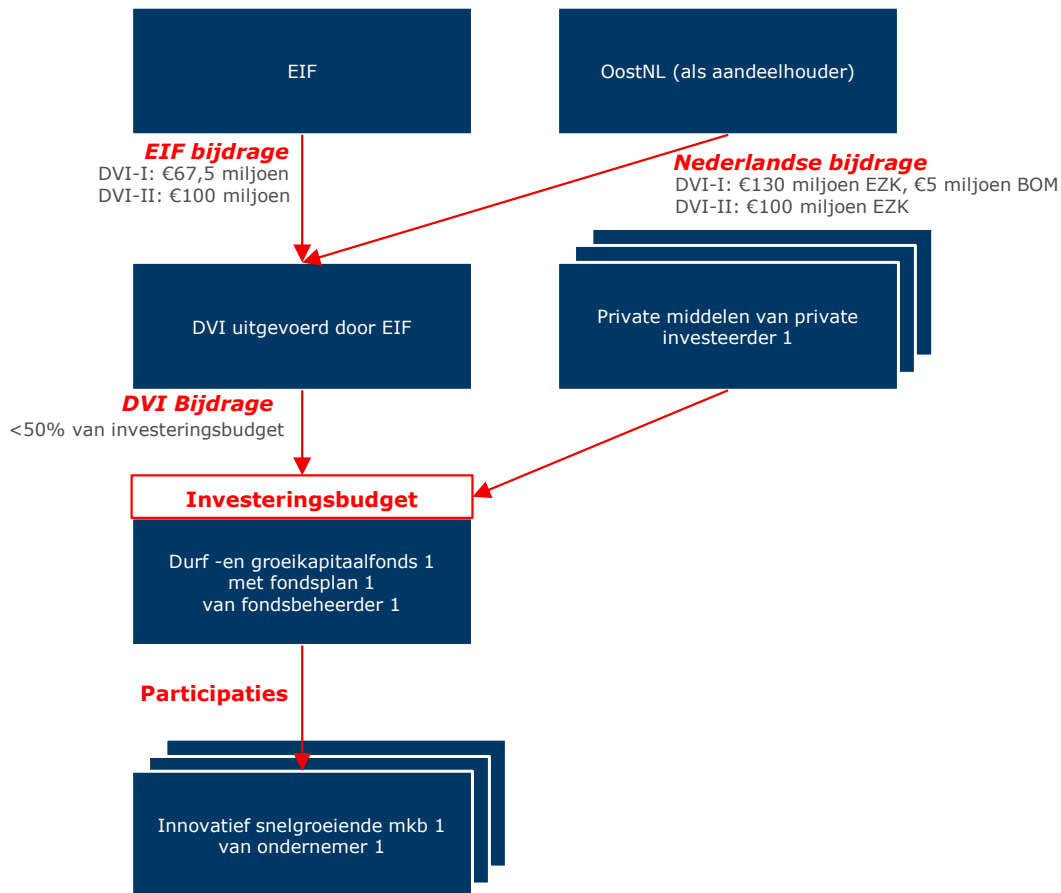 EIF
OostNL (als aandeelhouder)
EIF bijdrage
DVI-I: €67,5 miljoen
DVI-II: €100 miljoen
Nederlandse bijdrage
DVI-I: €130 miljoen EZK, €5 miljoen BOM
DVI-II: €100 miljoen EZK
DVI uitgevoerd door EIF
Private middelen van private
investeerder 1
DVI Bijdrage
<50% van investeringsbudget
Investeringsbudget
Durf -en groeikapitaalfonds 1
met fondsplan 1
van fondsbeheerder 1
Participaties
Innovatief snelgroeiende mkb 1
van ondernemer 1